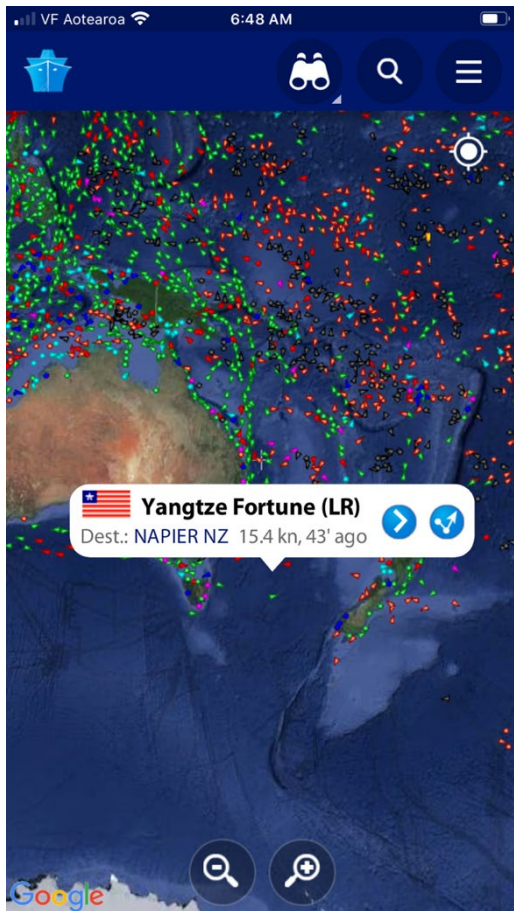 VF Aotearoa 6:48 AM
Yangtze Fortune (LR)
Dest.: NAPIER NZ 15.4 kn, 43' ago
Google